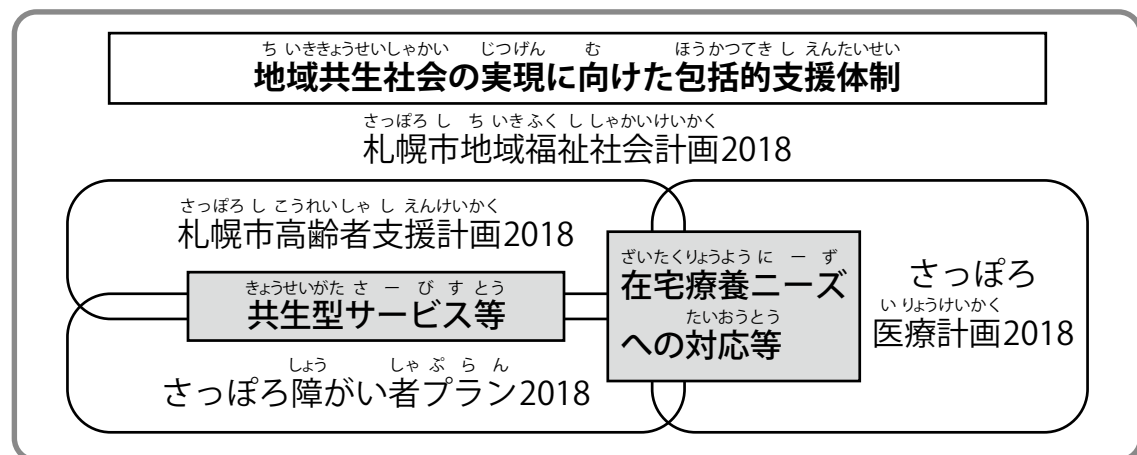 ちいききょうせいしゃかい じつげん む ほうかつてきしえんたいせい
地域共生社会の実現に向けた包括的支援体制
さっぽろし ちいきふくししゃかいけいかく
札幌市地域福祉社会計画2018
さっぽろしこうれいしゃしえんけいかく
札幌市高齢者支援計画2018
きょうせいがたさーびすとう
共生型サービス等
しょう しゃぷらん
さっぽろ障がい者プラン2018
ざいたくりょうようにーず
在宅療養ニーズ
たいおうとう
への対応等
さっぽろ
いりょうけいかく
医療計画2018